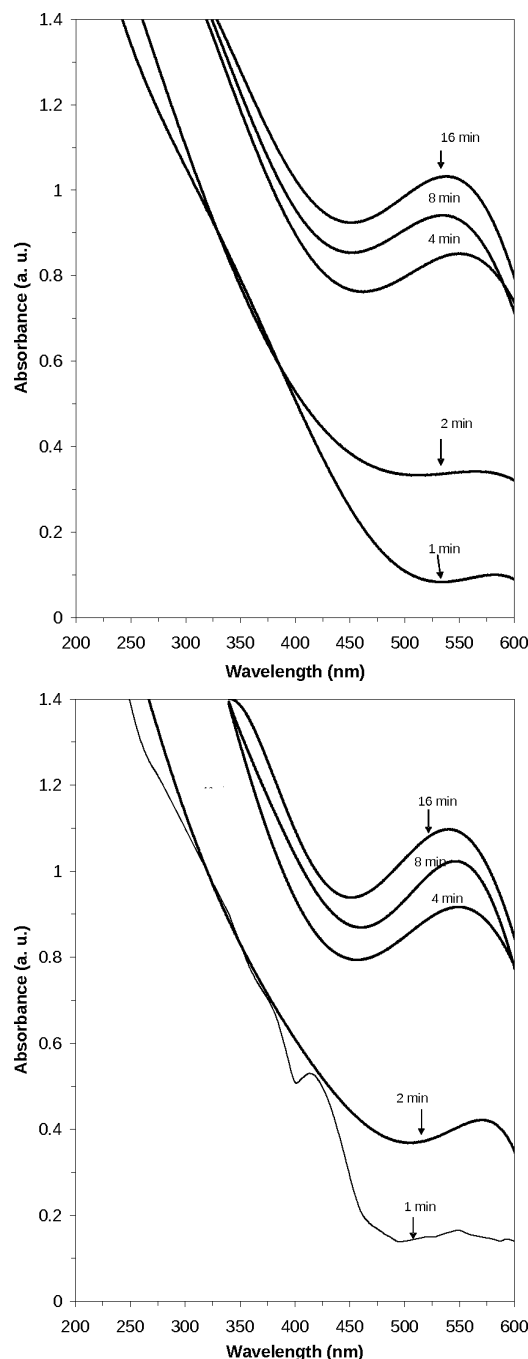 1.4
1.2
1
0.8
0.6
0.4
0.2
0
Absorbance (a. u.)
16 min
8 min
4 min
2 min
1 min
200 250 300 350 400 450 500 550 600
Wavelength (nm)
1.4
1.2
1
0.8
0.6
0.4
0.2
0
Absorbance (a. u.)
16 min
8 min
4 min
2 min
1 min
200 250 300 350 400 450 500 550 600
Wavelength (nm)